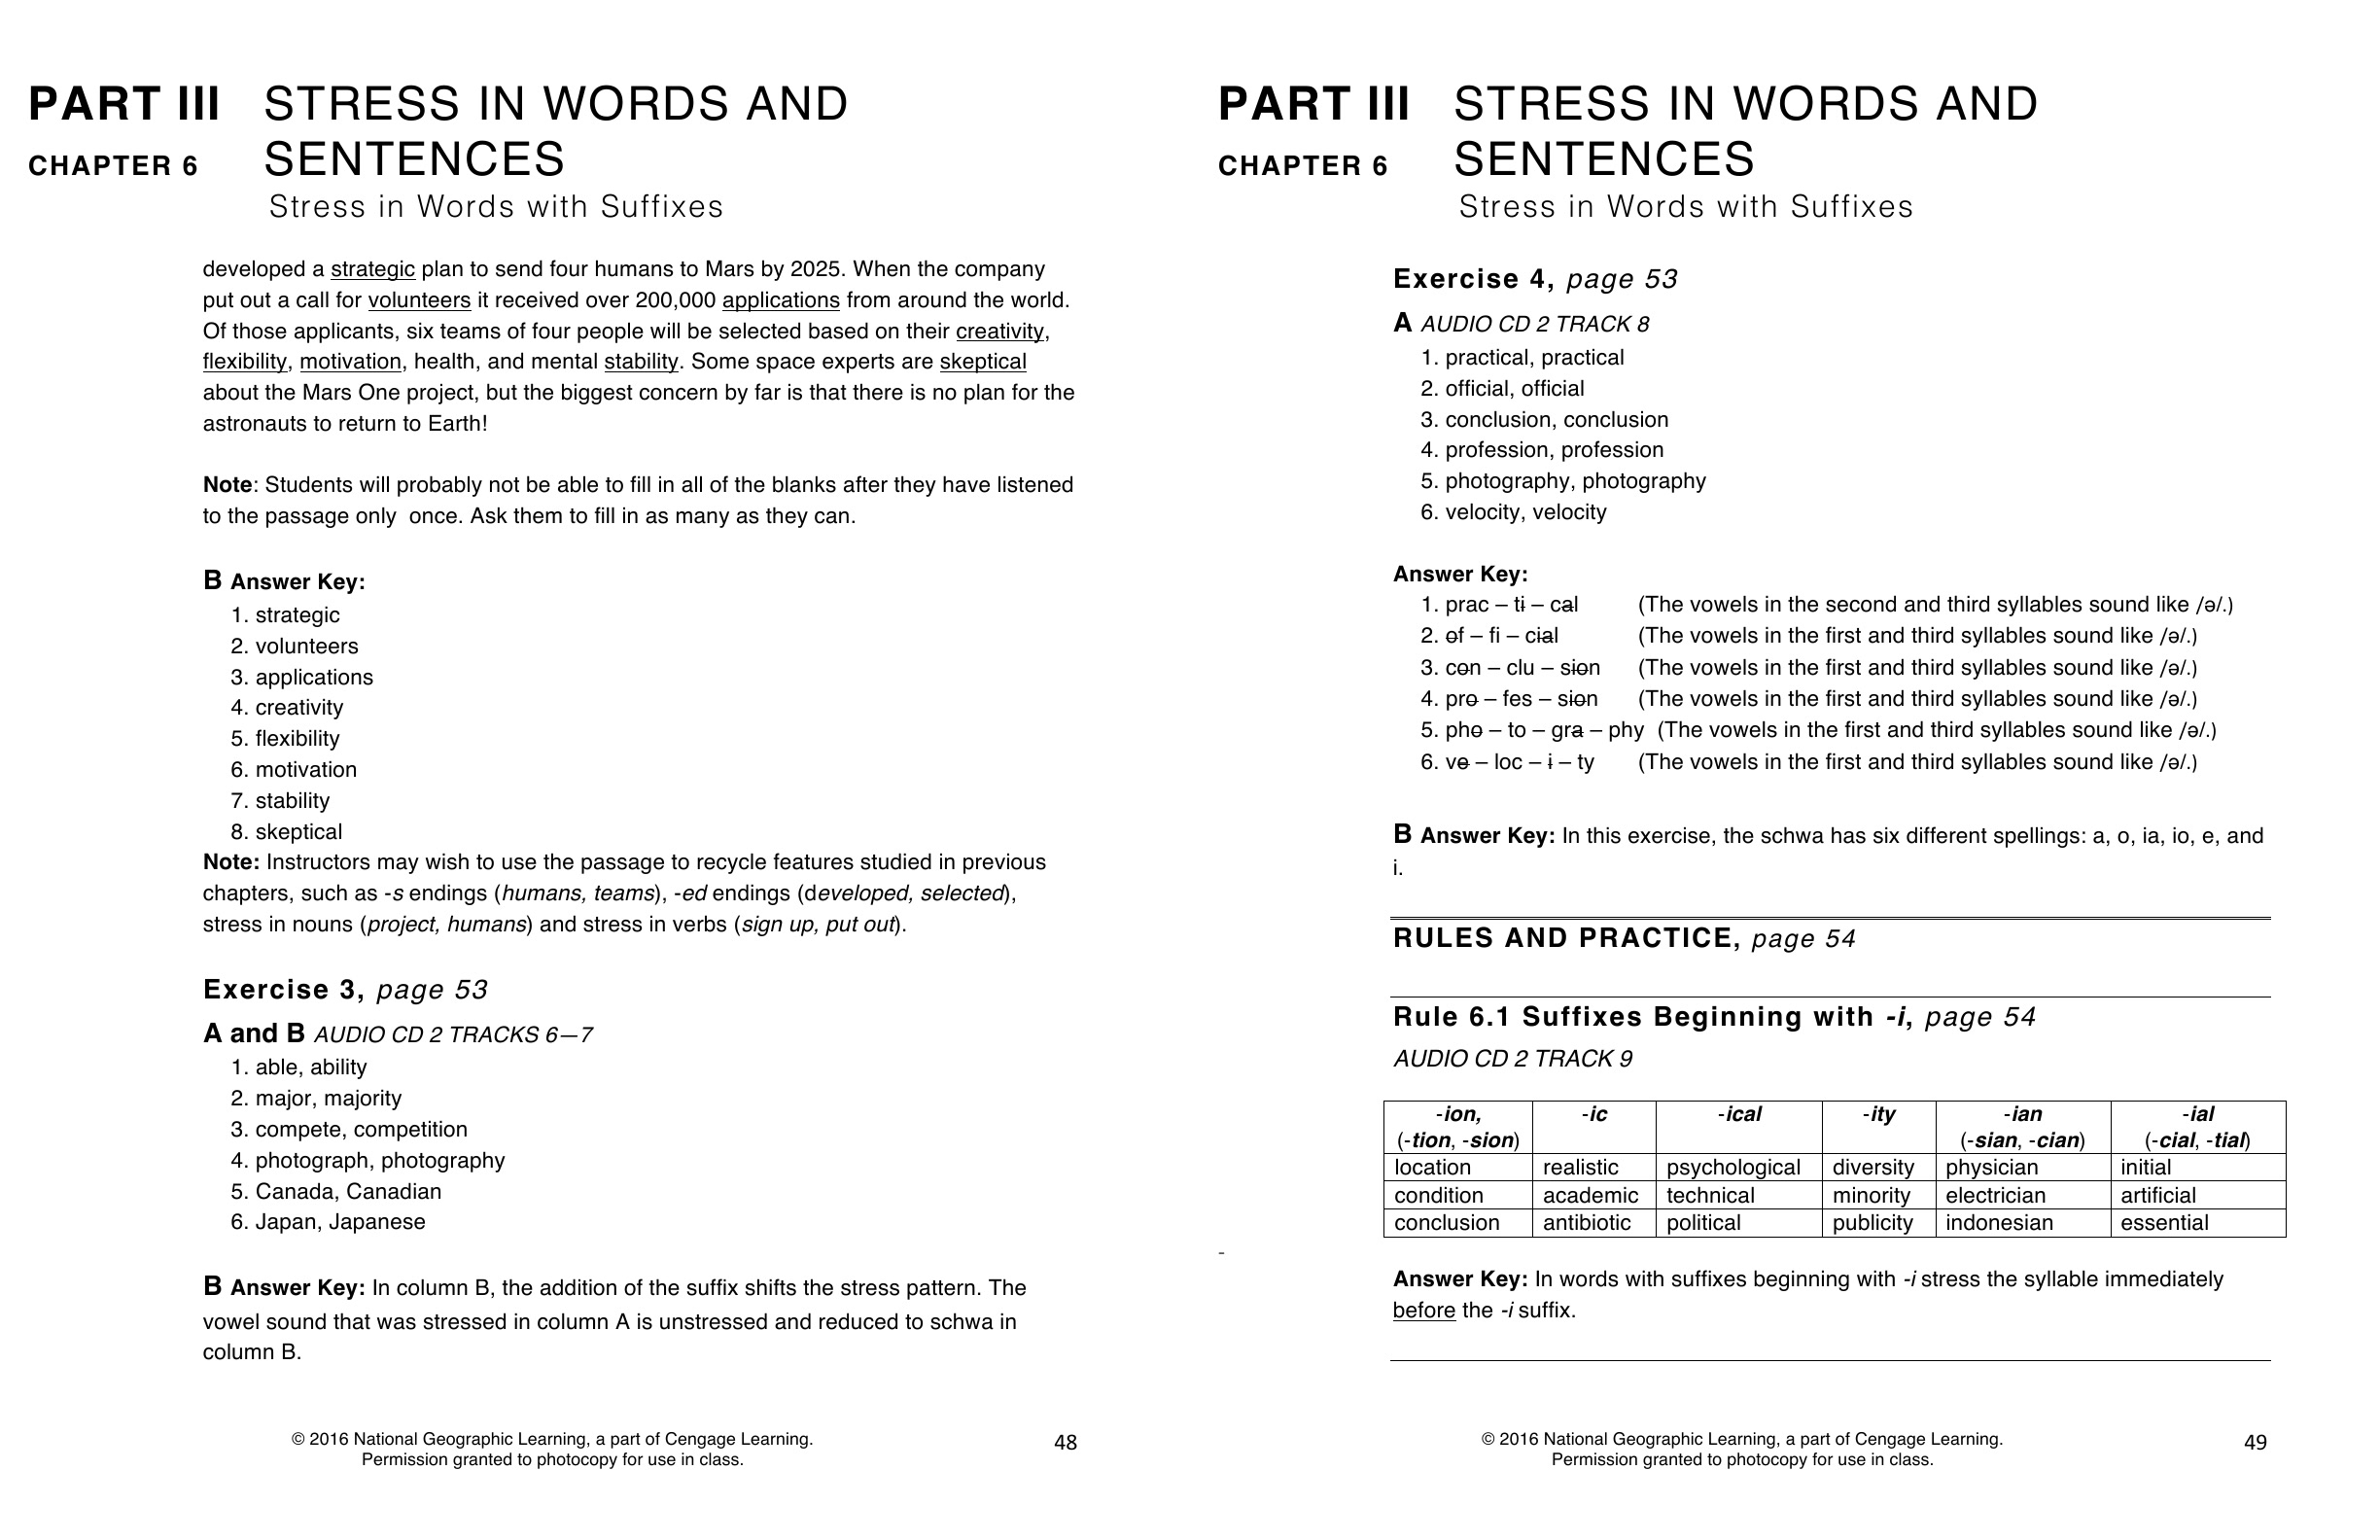 PART III STRESS IN WORDS AND
CHAPTER 6 SENTENCES
Stress in Words with Suffixes
developed a strategic plan to send four humans to Mars by 2025. When the company
put out a call for volunteers it received over 200,000 applications from around the world.
Of those applicants, six teams of four people will be selected based on their creativity,
flexibility, motivation, health, and mental stability. Some space experts are skeptical
about the Mars One project, but the biggest concern by far is that there is no plan for the
astronauts to return to Earth!
Note: Students will probably not be able to fill in all of the blanks after they have listened
to the passage only once. Ask them to fill in as many as they can.
B Answer Key:
1. strategic
2. volunteers
3. applications
4. creativity
5. flexibility
6. motivation
7. stability
8. skeptical
Note: Instructors may wish to use the passage to recycle features studied in previous
chapters, such as -s endings (humans, teams), -ed endings (developed, selected),
stress in nouns (project, humans) and stress in verbs (sign up, put out).
Exercise 3, page 53
A and B AUDIO CD 2 TRACKS 6—7
1. able, ability
2. major, majority
3. compete, competition
4. photograph, photography
5. Canada, Canadian
6. Japan, Japanese
B Answer Key: In column B, the addition of the suffix shifts the stress pattern. The
vowel sound that was stressed in column A is unstressed and reduced to schwa in
column B.
© 2016 National Geographic Learning, a part of Cengage Learning.
Permission granted to photocopy for use in class.
48
PART III STRESS IN WORDS AND
CHAPTER 6 SENTENCES
Stress in Words with Suffixes
Exercise 4, page 53
A AUDIO CD 2 TRACK 8
1. practical, practical
2. official, official
3. conclusion, conclusion
4. profession, profession
5. photography, photography
6. velocity, velocity
Answer Key:
1. prac – ti – cal (The vowels in the second and third syllables sound like /ə/.)
2. of – fi – cial (The vowels in the first and third syllables sound like /ə/.)
3. con – clu – sion (The vowels in the first and third syllables sound like /ə/.)
4. pro – fes – sion (The vowels in the first and third syllables sound like /ə/.)
5. pho – to – gra – phy (The vowels in the first and third syllables sound like /ə/.)
6. ve – loc – i – ty (The vowels in the first and third syllables sound like /ə/.)
B Answer Key: In this exercise, the schwa has six different spellings: a, o, ia, io, e, and
i.
RULES AND PRACTICE, page 54
Rule 6.1 Suffixes Beginning with -i, page 54
AUDIO CD 2 TRACK 9
-ion, -ic -ical -ity -ian -ial
(-tion, -sion) (-sian, -cian) (-cial, -tial)
location realistic psychological diversity physician initial
condition academic technical minority electrician artificial
conclusion antibiotic political publicity indonesian essential
-
Answer Key: In words with suffixes beginning with -i stress the syllable immediately
before the -i suffix.
© 2016 National Geographic Learning, a part of Cengage Learning.
Permission granted to photocopy for use in class.
49